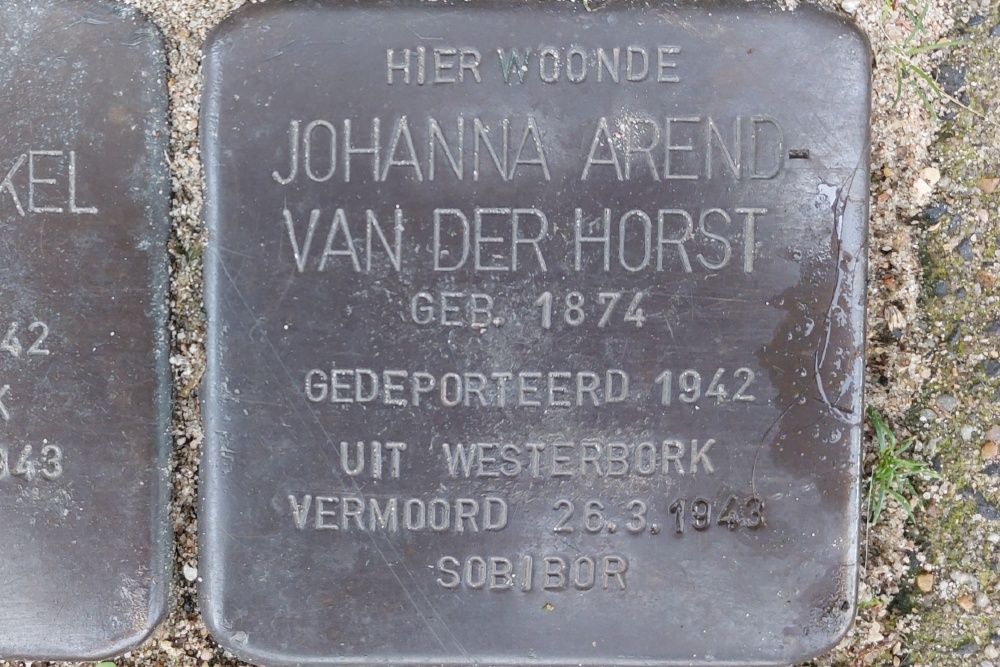 HIER WOONDE
JOHANNA AREND-
VAN DER HORST
GEB. 1874
GEDEPORTEERD 1942
UIT WESTERBORK
VERMOORD 26.3.1943
SOBIBOR
KEL
42
K
943